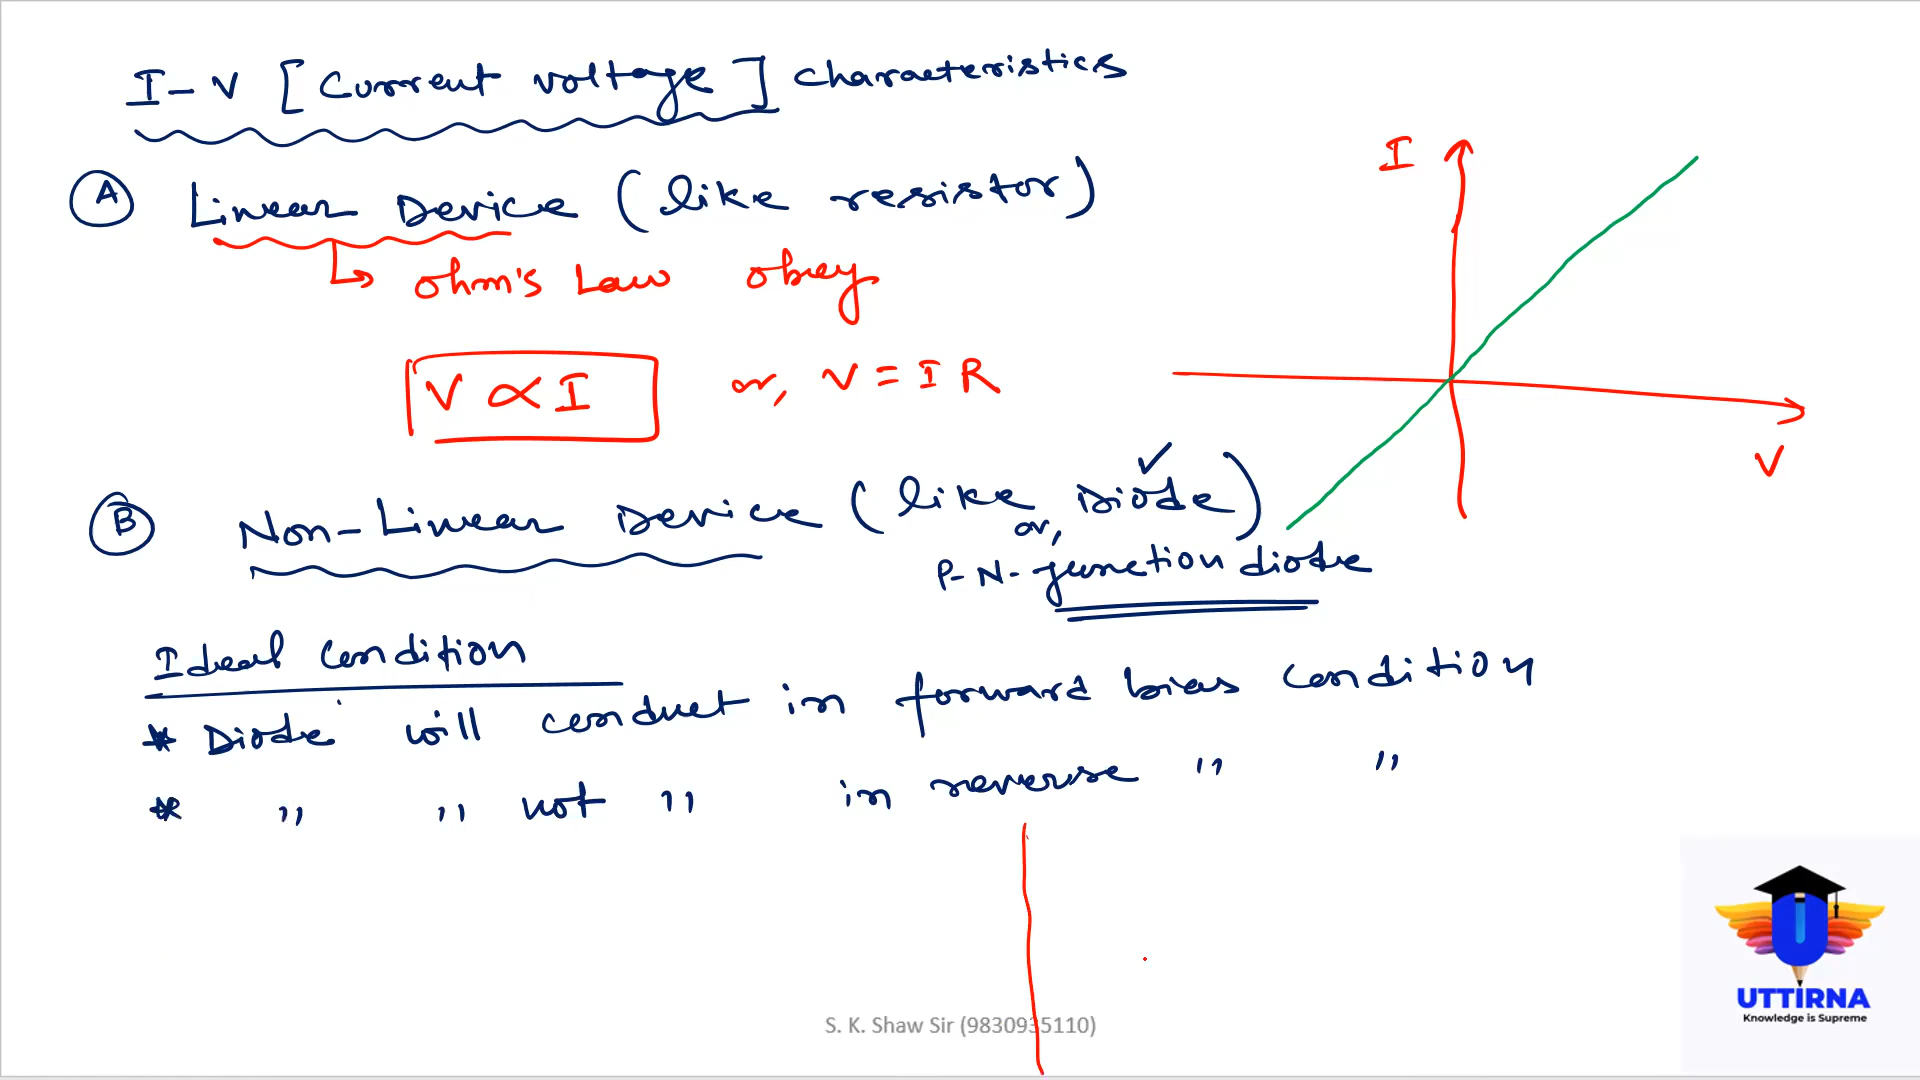 I-V [Current voltage] characteristics
A Linear Device (like resistor)
ohm's Law obey
V ∝ I or, V = I R
I
V
B Non-Linear Device (like Diode) ✓
or,
P-N-junction diode
Ideal condition
* Diode will conduct in forward bias condition
* " " not " in reverse " "
S. K. Shaw Sir (9830935110)
U
UTTIRNA
Knowledge is Supreme